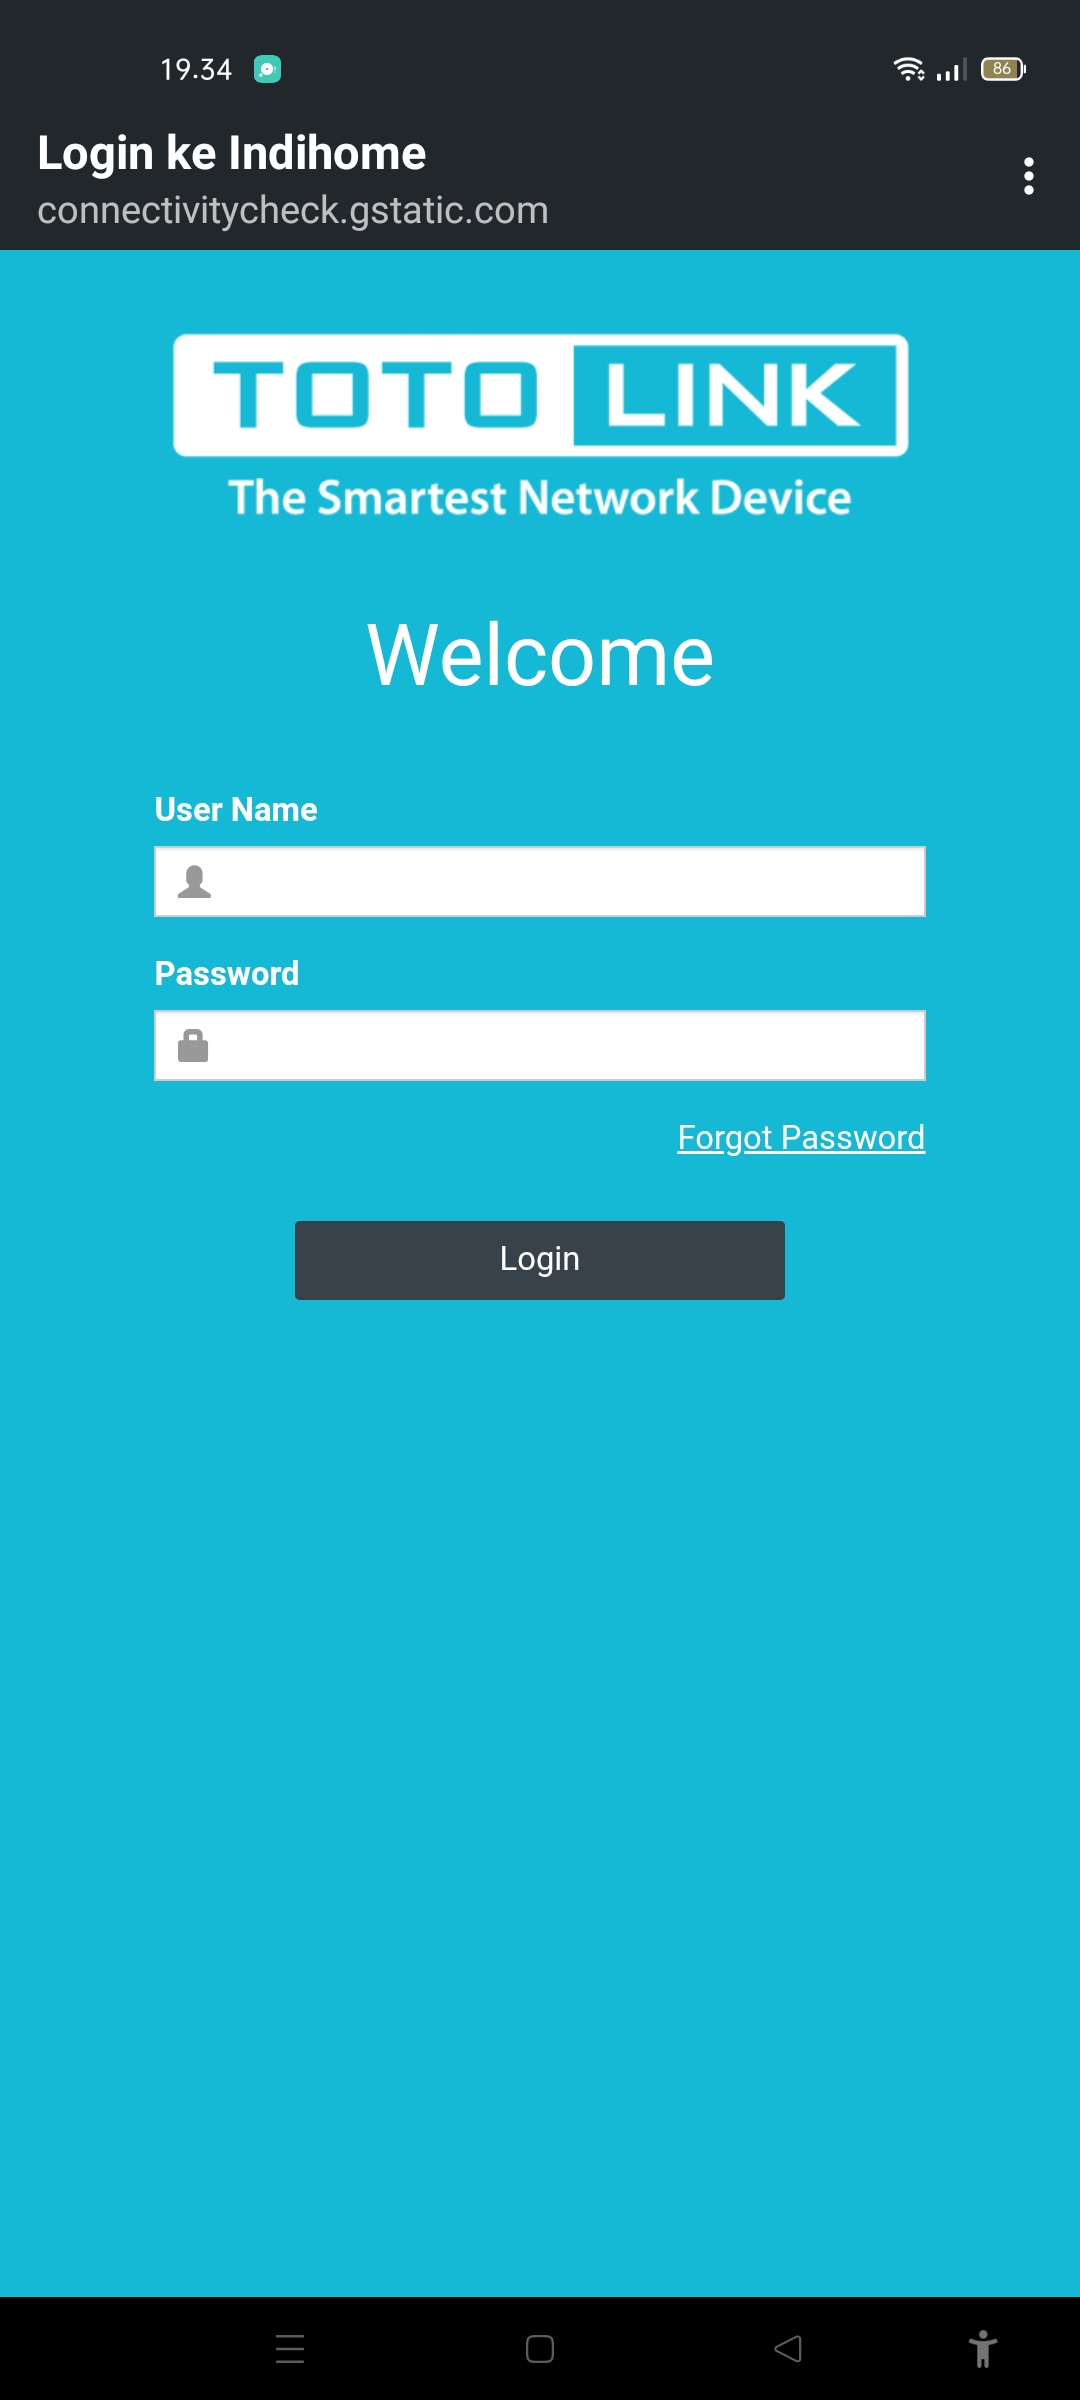 19.34
86
Login ke Indihome
connectivitycheck.gstatic.com
TOTO LINK
The Smartest Network Device
Welcome
User Name
Password
Forgot Password
Login